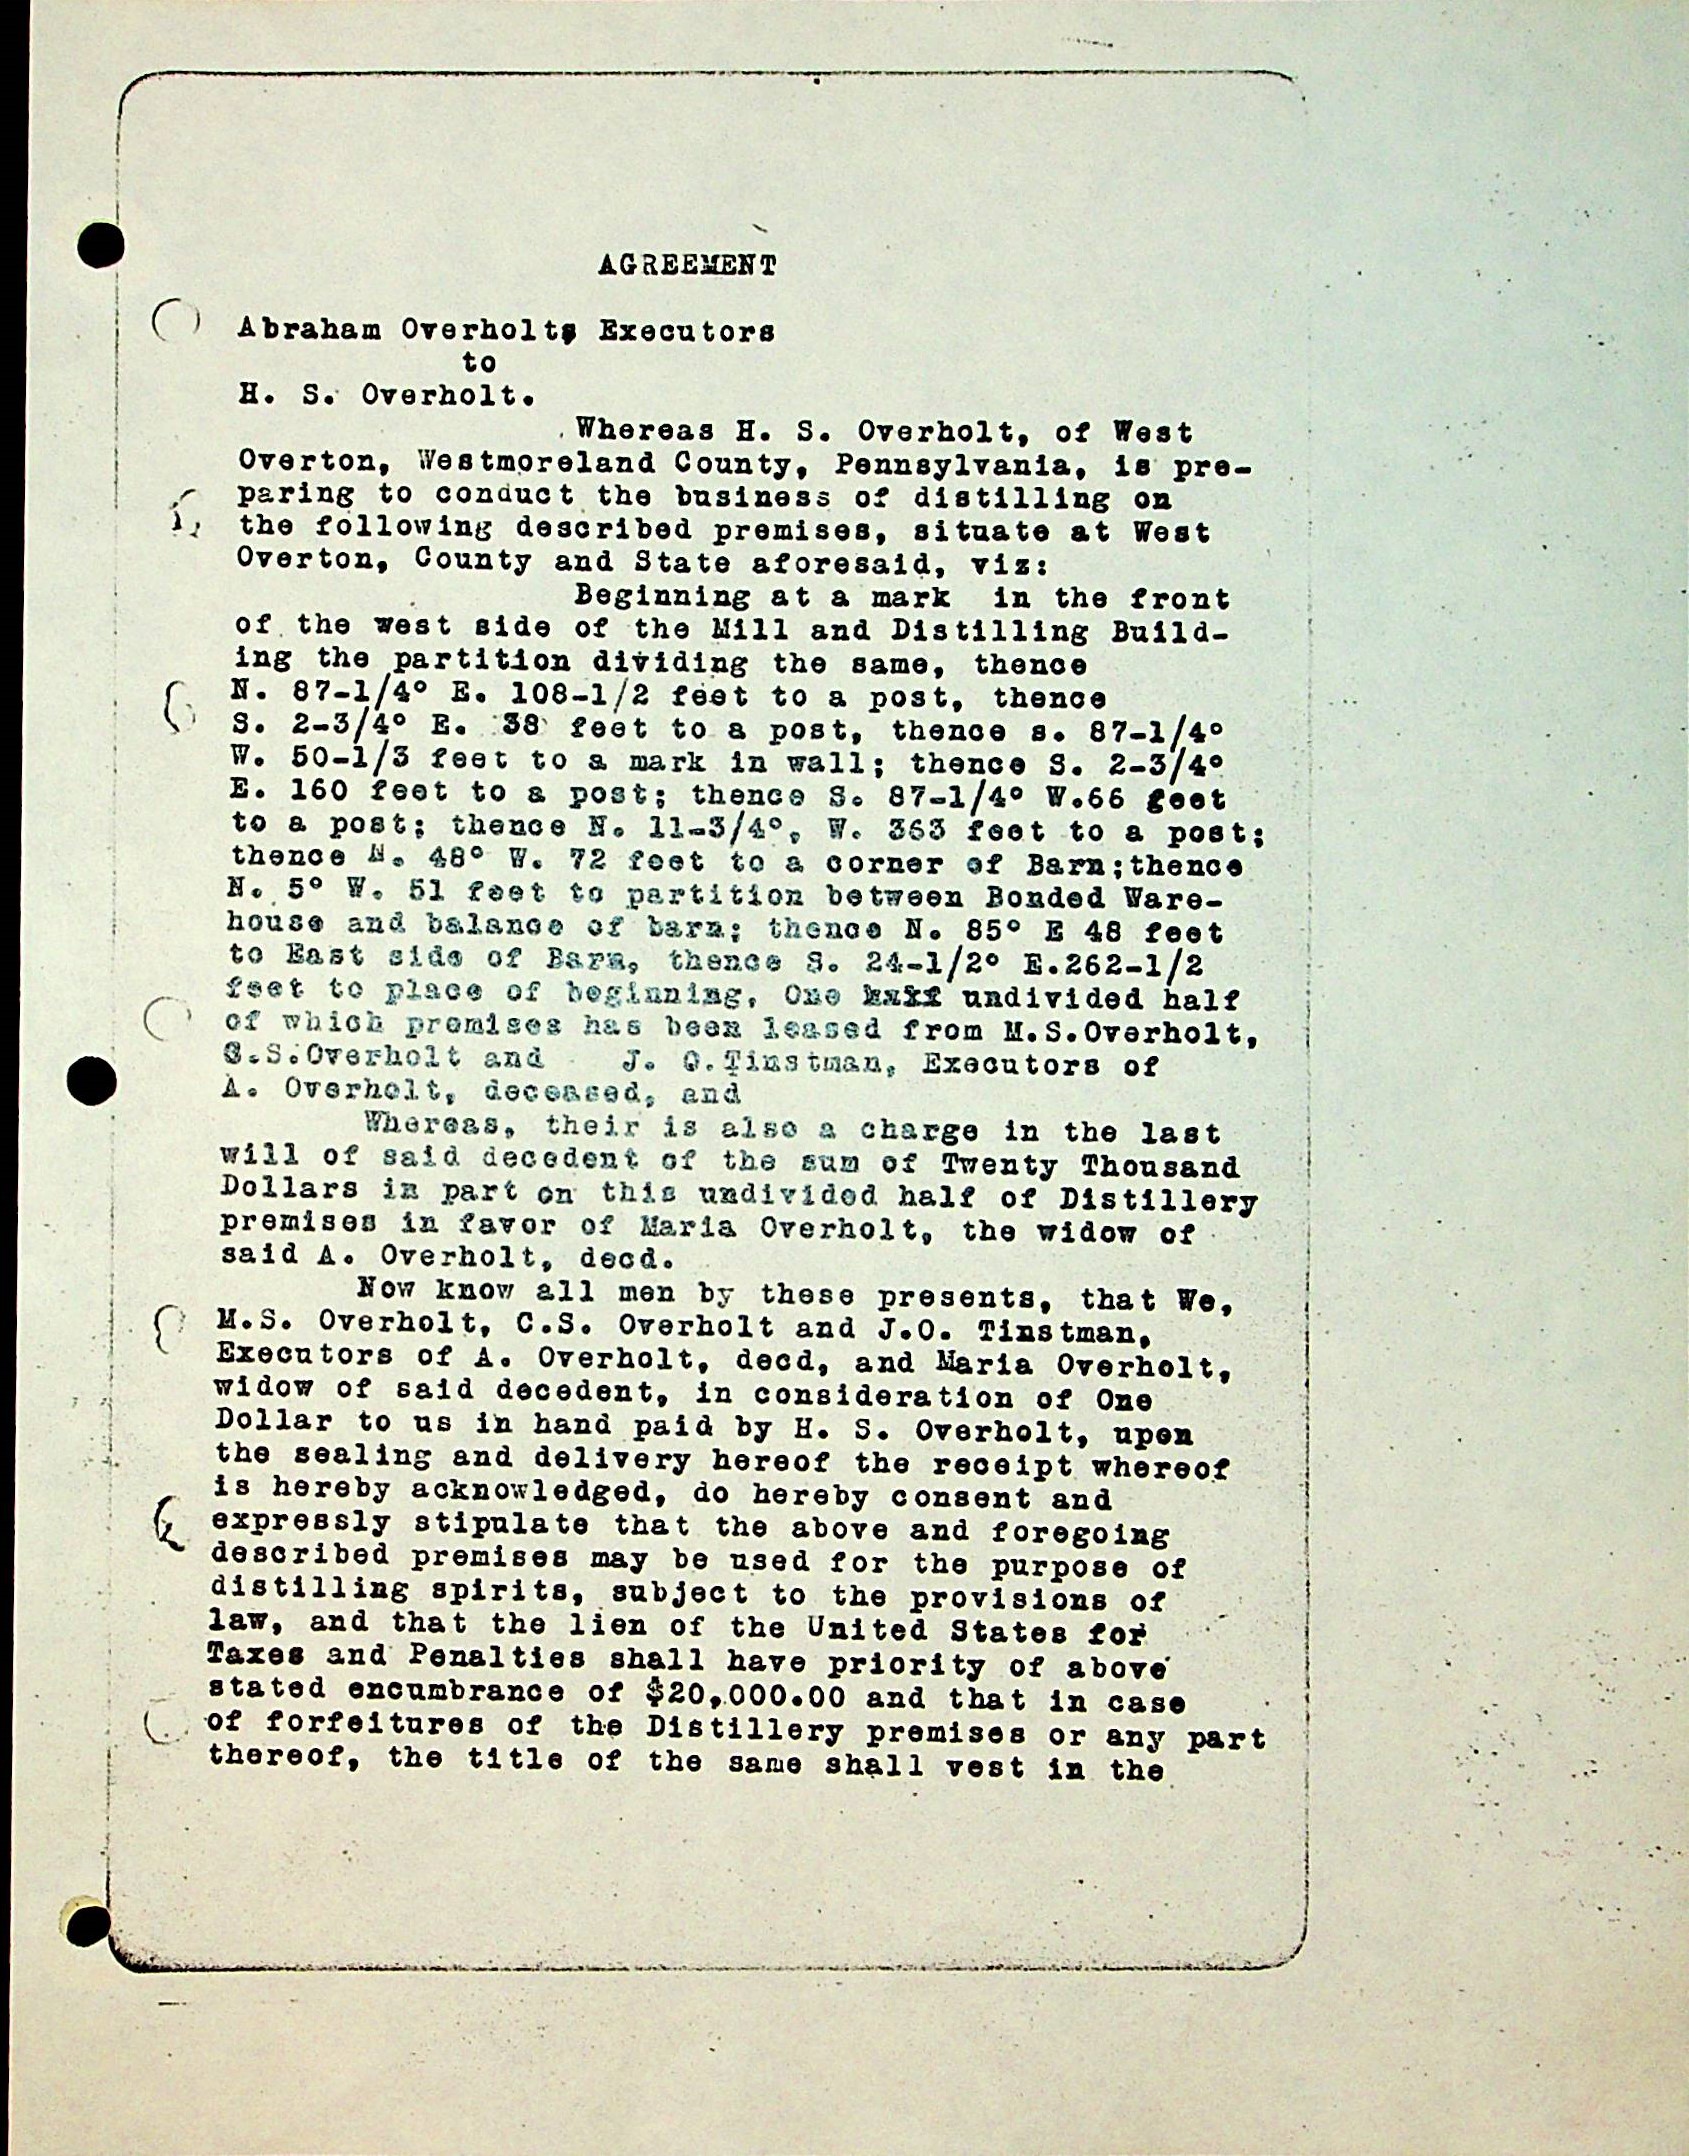 AGREEMENT
Abraham Overholts Executors
to
H. S. Overholt.
Whereas H. S. Overholt, of West
Overton, Westmoreland County, Pennsylvania, is pre-
paring to conduct the business of distilling on
the following described premises, situate at West
Overton, County and State aforesaid, viz:
Beginning at a mark in the front
of the west side of the Mill and Distilling Build-
ing the partition dividing the same, thence
N. 87-1/4° E. 108-1/2 feet to a post, thence
S. 2-3/4° E. 38 feet to a post, thence s. 87-1/4°
W. 50-1/3 feet to a mark in wall; thence S. 2-3/4°
E. 160 feet to a post; thence S. 87-1/4° W.66 geet
to a post; thence N. 11-3/4°, W. 363 feet to a post;
thence N. 48° W. 72 feet to a corner of Barn;thence
N. 5° W. 51 feet to partition between Bonded Ware-
house and balance of barn; thence N. 85° E 48 feet
to East side of Barn, thence S. 24-1/2° E.262-1/2
feet to place of beginning, One undivided half
of which premises has been leased from M.S.Overholt,
C.S.Overholt and J. O.Tinstman, Executors of
A. Overholt, deceased, and
Whereas, their is also a charge in the last
will of said decedent of the sum of Twenty Thousand
Dollars in part on this undivided half of Distillery
premises in favor of Maria Overholt, the widow of
said A. Overholt, decd.
Now know all men by these presents, that We,
M.S. Overholt, C.S. Overholt and J.O. Tinstman,
Executors of A. Overholt, decd, and Maria Overholt,
widow of said decedent, in consideration of One
Dollar to us in hand paid by H. S. Overholt, upon
the sealing and delivery hereof the receipt whereof
is hereby acknowledged, do hereby consent and
expressly stipulate that the above and foregoing
described premises may be used for the purpose of
distilling spirits, subject to the provisions of
law, and that the lien of the United States for
Taxes and Penalties shall have priority of above
stated encumbrance of $20,000.00 and that in case
of forfeitures of the Distillery premises or any part
thereof, the title of the same shall vest in the